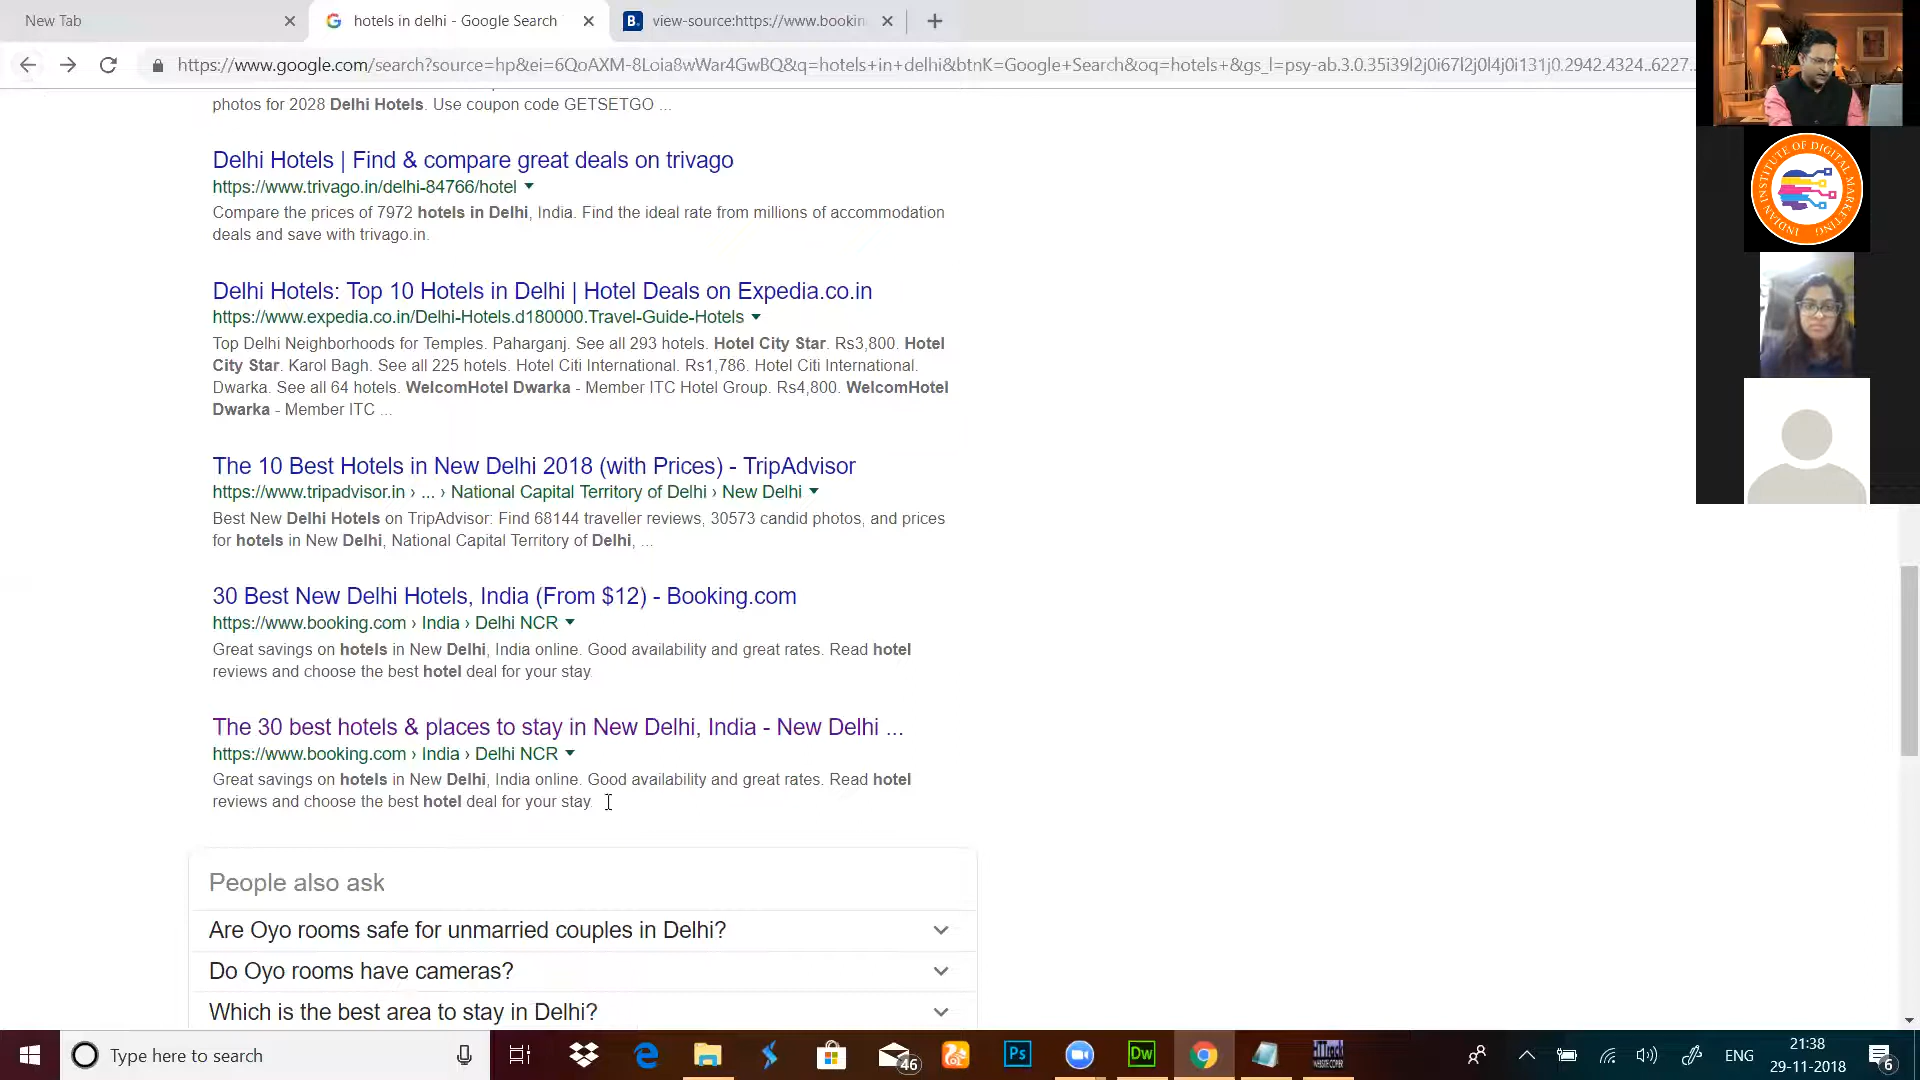 New Tab
hotels in delhi - Google Search
B. view-source:https://www.bookin
https://www.google.com/search?source=hp&ei=6QoAXM-8Loia8wWar4GwBQ&q=hotels+in+delhi&btnK=Google+Search&oq=hotels+&gs_l=psy-ab.3.0.35i39l2j0i67l2j0l4j0i131j0.2942.4324..6227...
photos for 2028 Delhi Hotels. Use coupon code GETSETGO ...
Delhi Hotels | Find & compare great deals on trivago
https://www.trivago.in/delhi-84766/hotel
Compare the prices of 7972 hotels in Delhi, India. Find the ideal rate from millions of accommodation
deals and save with trivago.in.
Delhi Hotels: Top 10 Hotels in Delhi | Hotel Deals on Expedia.co.in
https://www.expedia.co.in/Delhi-Hotels.d180000.Travel-Guide-Hotels
Top Delhi Neighborhoods for Temples. Paharganj. See all 293 hotels. Hotel City Star. Rs3,800. Hotel
City Star. Karol Bagh. See all 225 hotels. Hotel Citi International. Rs1,786. Hotel Citi International.
Dwarka. See all 64 hotels. WelcomHotel Dwarka - Member ITC Hotel Group. Rs4,800. WelcomHotel
Dwarka - Member ITC ...
The 10 Best Hotels in New Delhi 2018 (with Prices) - TripAdvisor
https://www.tripadvisor.in › ... › National Capital Territory of Delhi › New Delhi
Best New Delhi Hotels on TripAdvisor: Find 68144 traveller reviews, 30573 candid photos, and prices
for hotels in New Delhi, National Capital Territory of Delhi, ...
30 Best New Delhi Hotels, India (From $12) - Booking.com
https://www.booking.com › India › Delhi NCR
Great savings on hotels in New Delhi, India online. Good availability and great rates. Read hotel
reviews and choose the best hotel deal for your stay.
The 30 best hotels & places to stay in New Delhi, India - New Delhi ...
https://www.booking.com › India › Delhi NCR
Great savings on hotels in New Delhi, India online. Good availability and great rates. Read hotel
reviews and choose the best hotel deal for your stay.
People also ask
Are Oyo rooms safe for unmarried couples in Delhi?
Do Oyo rooms have cameras?
Which is the best area to stay in Delhi?
INDIAN INSTITUTE OF DIGITAL MARKETING
Type here to search
46
Ps
Dw
HTTrack
WEBSITE COPIER
ENG
21:38
29-11-2018
6